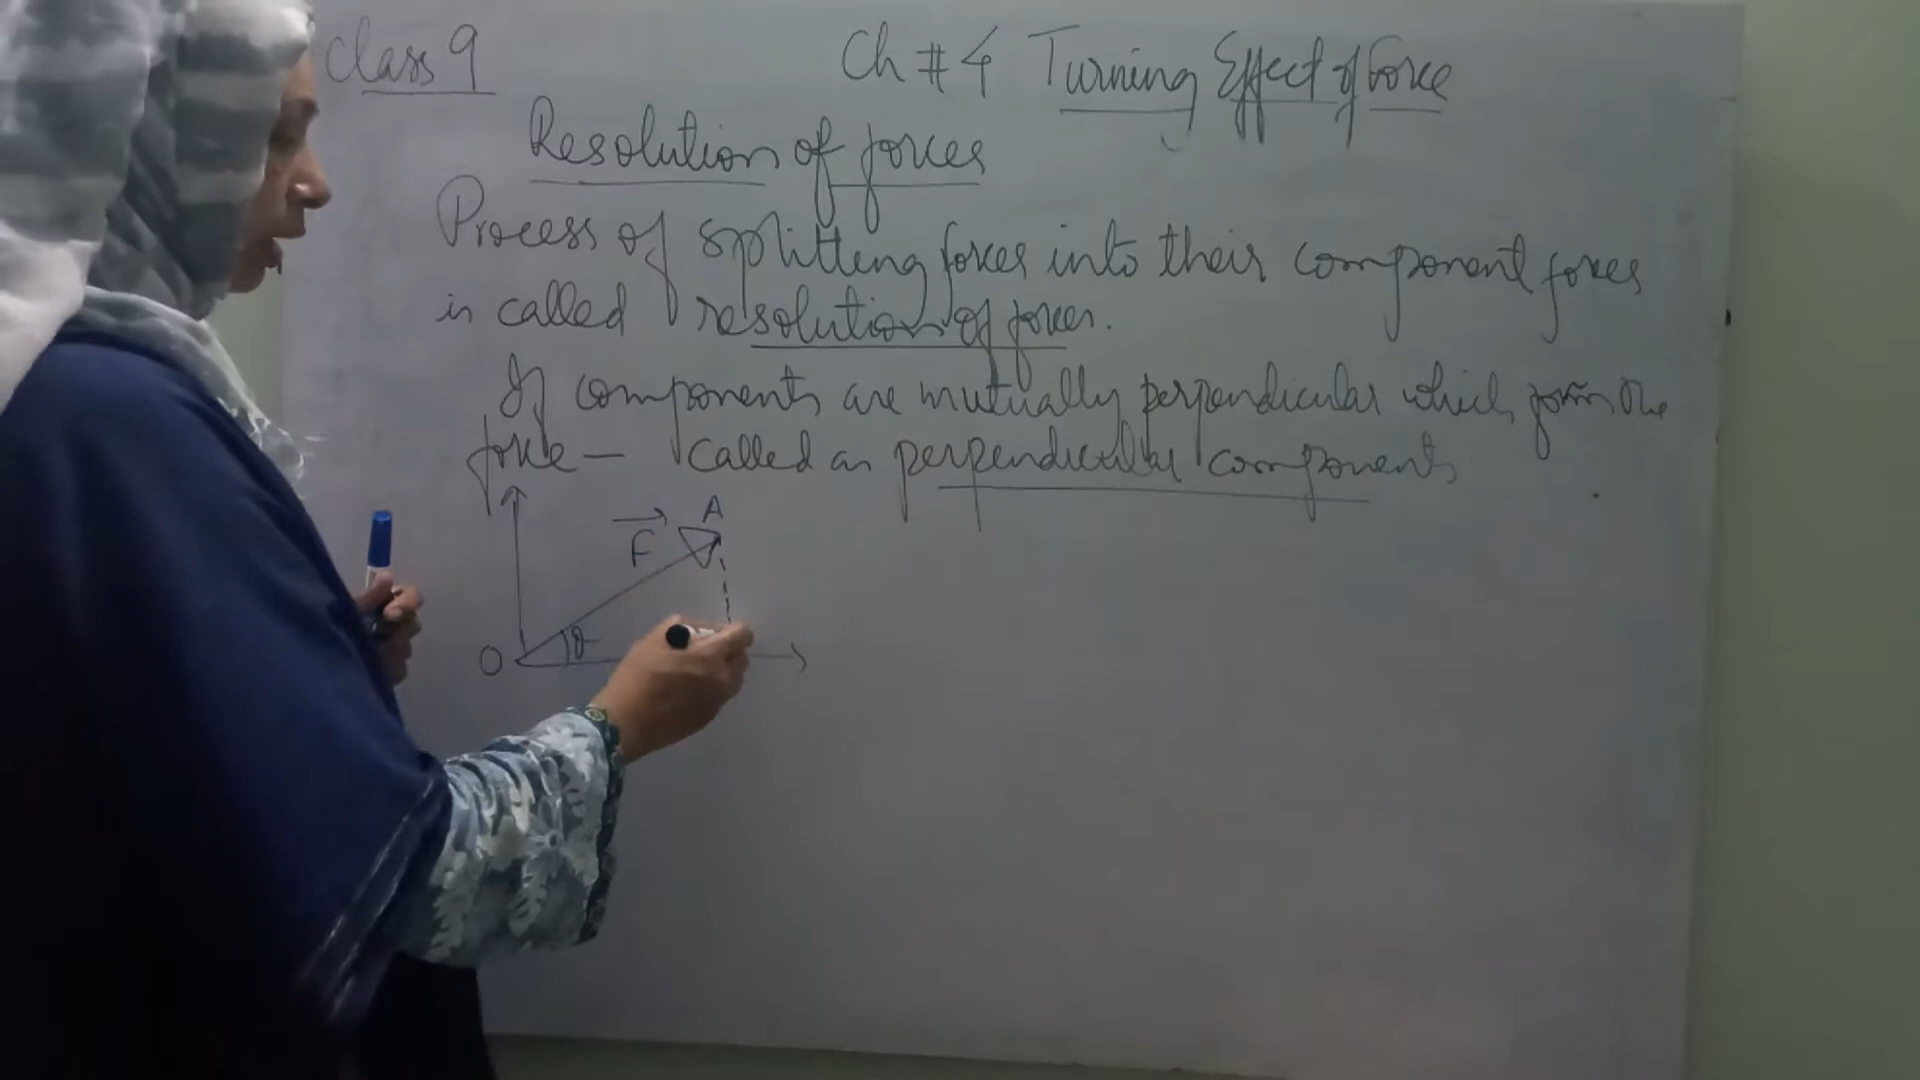 Class 9
Ch # 4 Turning Effect of Force
Resolution of forces
Process of splitting forces into their component forces
is called resolution of forces.
If components are mutually perpendicular which form the
force — called as perpendicular components
A
F
O θ